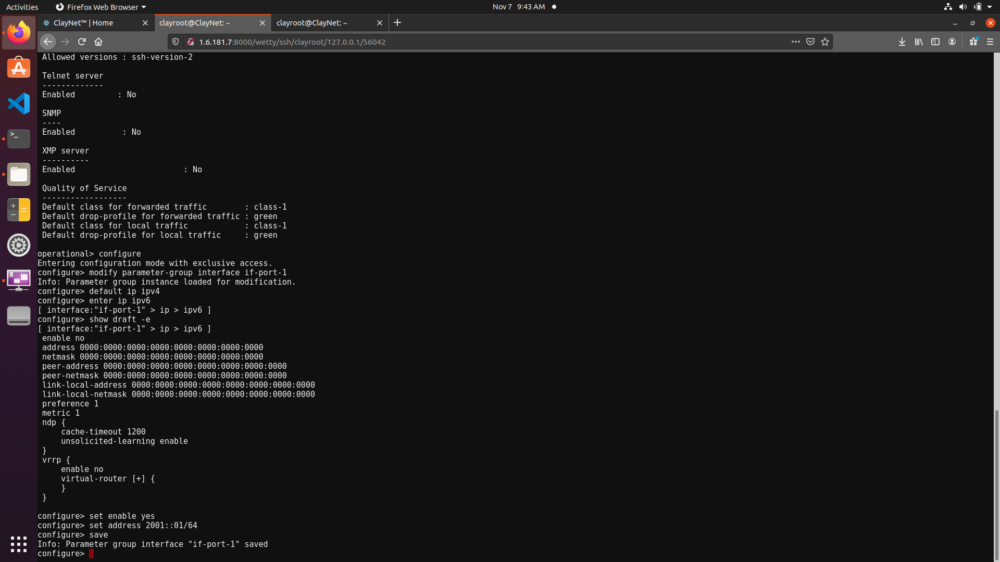 Activities
Firefox Web Browser
Nov 7 9:43 AM
ClayNet™ | Home
clayroot@ClayNet: ~
clayroot@ClayNet: ~
1.6.181.7:8000/wetty/ssh/clayroot/127.0.0.1/56042
Allowed versions : ssh-version-2
Telnet server
-------------
Enabled         : No
SNMP
----
Enabled          : No
XMP server
----------
Enabled                       : No
Quality of Service
------------------
Default class for forwarded traffic        : class-1
Default drop-profile for forwarded traffic : green
Default class for local traffic            : class-1
Default drop-profile for local traffic     : green
operational> configure
Entering configuration mode with exclusive access.
configure> modify parameter-group interface if-port-1
Info: Parameter group instance loaded for modification.
configure> default ip ipv4
configure> enter ip ipv6
[ interface:"if-port-1" > ip > ipv6 ]
configure> show draft -e
[ interface:"if-port-1" > ip > ipv6 ]
enable no
address 0000:0000:0000:0000:0000:0000:0000:0000
netmask 0000:0000:0000:0000:0000:0000:0000:0000
peer-address 0000:0000:0000:0000:0000:0000:0000:0000
peer-netmask 0000:0000:0000:0000:0000:0000:0000:0000
link-local-address 0000:0000:0000:0000:0000:0000:0000:0000
link-local-netmask 0000:0000:0000:0000:0000:0000:0000:0000
preference 1
metric 1
ndp {
    cache-timeout 1200
    unsolicited-learning enable
}
vrrp {
    enable no
    virtual-router [+] {
    }
}
configure> set enable yes
configure> set address 2001::01/64
configure> save
Info: Parameter group interface "if-port-1" saved
configure>